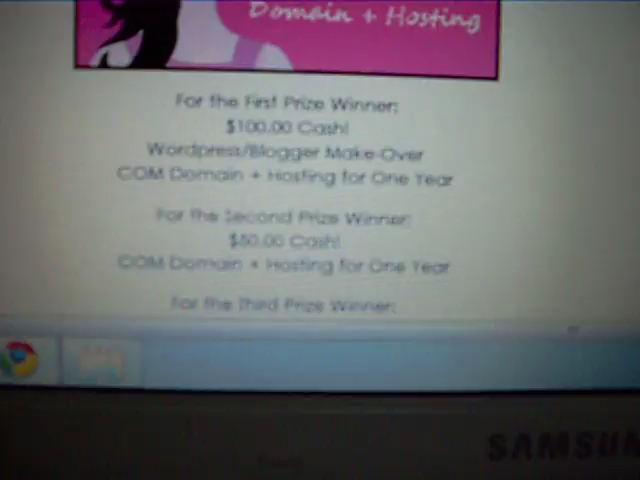 Domain + Hosting
For the First Prize Winner:
$100.00 Cash!
Wordpress/Blogger Make-Over
COM Domain + Hosting for One Year
For the Second Prize Winner:
$50.00 Cash!
COM Domain + Hosting for One Year
For the Third Prize Winner:
SAMSUN